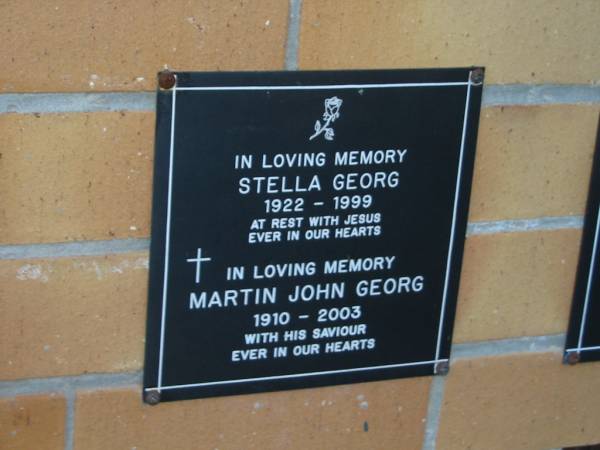 IN LOVING MEMORY
STELLA GEORG
1922 - 1999
AT REST WITH JESUS
EVER IN OUR HEARTS
IN LOVING MEMORY
MARTIN JOHN GEORG
1910 - 2003
WITH HIS SAVIOUR
EVER IN OUR HEARTS